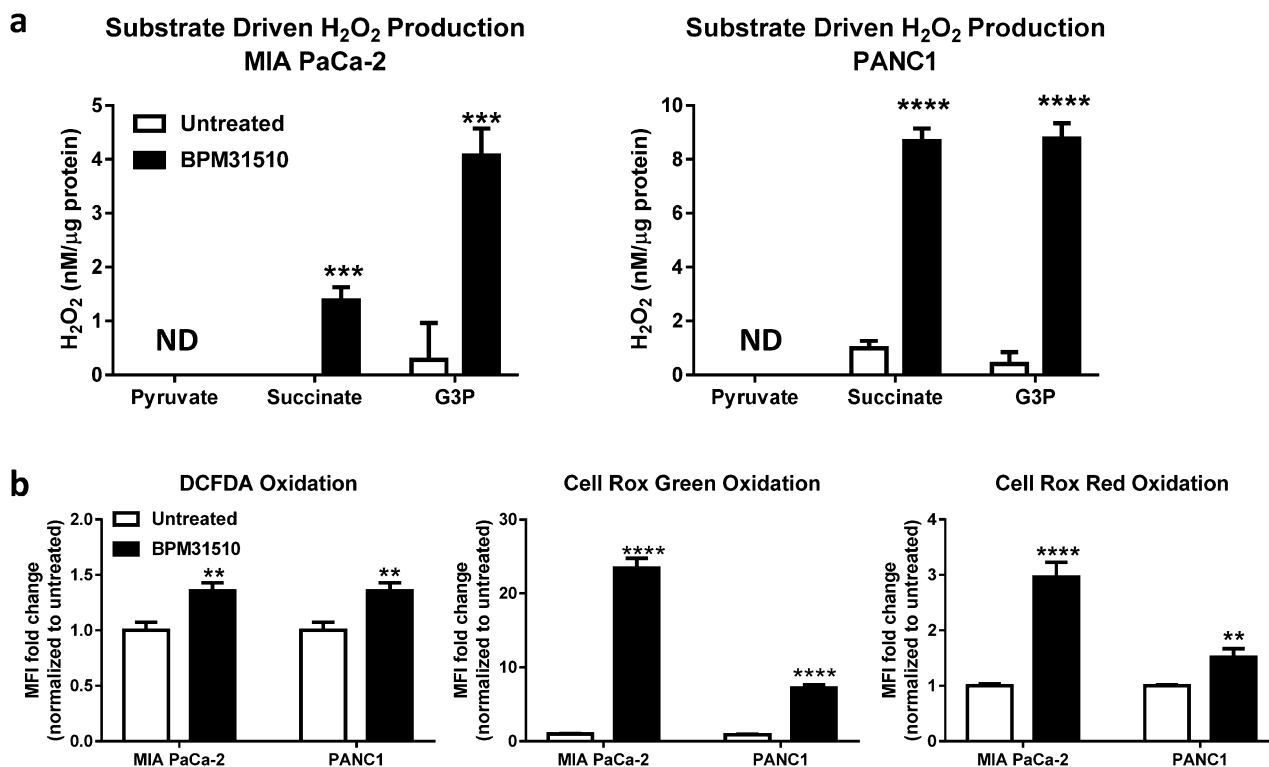 a
Substrate Driven H₂O₂ Production
MIA PaCa-2
H₂O₂ (nM/μg protein)
5
4
3
2
1
0
Untreated
BPM31510
ND
***
***
Pyruvate
Succinate
G3P
Substrate Driven H₂O₂ Production
PANC1
H₂O₂ (nM/μg protein)
10
8
6
4
2
0
ND
****
****
Pyruvate
Succinate
G3P
b
DCFDA Oxidation
MFI fold change
(normalized to untreated)
2.0
1.5
1.0
0.5
0.0
Untreated
BPM31510
**
**
MIA PaCa-2
PANC1
Cell Rox Green Oxidation
MFI fold change
(normalized to untreated)
30
20
10
0
****
****
MIA PaCa-2
PANC1
Cell Rox Red Oxidation
MFI fold change
(normalized to untreated)
4
3
2
1
0
****
**
MIA PaCa-2
PANC1